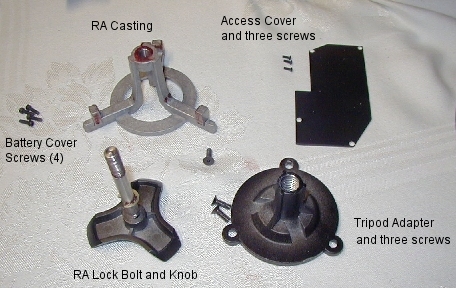 RA Casting
Access Cover
and three screws
Battery Cover
Screws (4)
Tripod Adapter
and three screws
RA Lock Bolt and Knob